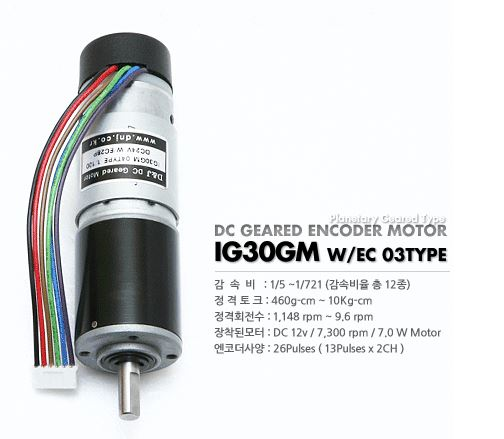 www.dnj.co.kr
DC24V W EC28P
IG30GM 04TYPE 1:120
D&J DC Geared Motor
Planetary Geared Type
DC GEARED ENCODER MOTOR
IG30GM W/EC 03TYPE
감 속 비 : 1/5 ~1/721 (감속비율 총 12종)
정 격 토 크 : 460g-cm ~ 10Kg-cm
정격회전수 : 1,148 rpm ~ 9,6 rpm
장착된모터 : DC 12v / 7,300 rpm / 7.0 W Motor
엔코더사양 : 26Pulses ( 13Pulses x 2CH )